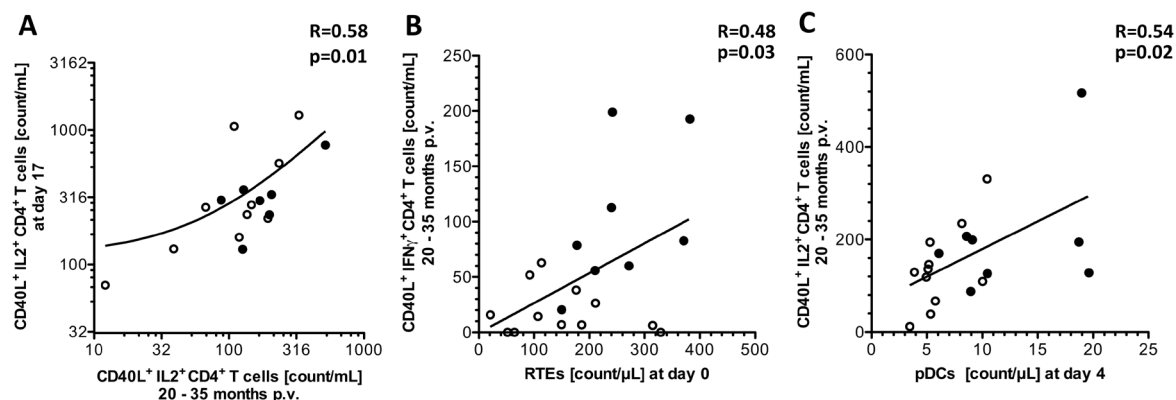 A
R=0.58
p=0.01
CD40L+ IL2+ CD4+ T cells [count/mL]
at day 17
3162
1000
316
100
32
10 32 100 316 1000
CD40L+ IL2+CD4+ T cells [count/mL]
20 - 35 months p.v.
B
R=0.48
p=0.03
CD40L+ IFNγ+ CD4+ T cells [count/mL]
20 - 35 months p.v.
250
200
150
100
50
0
0 100 200 300 400 500
RTEs [count/µL] at day 0
C
R=0.54
p=0.02
CD40L+ IL2+ CD4+ T cells [count/mL]
20 - 35 months p.v.
600
400
200
0
0 5 10 15 20 25
pDCs [count/µL] at day 4